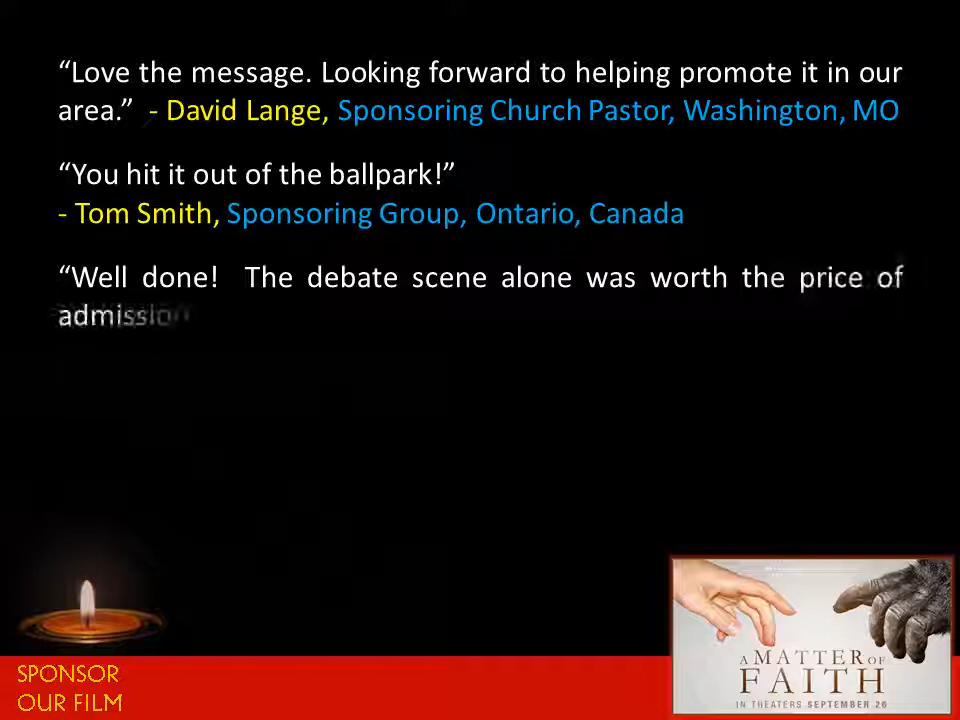 “Love the message. Looking forward to helping promote it in our
area.” - David Lange, Sponsoring Church Pastor, Washington, MO
“You hit it out of the ballpark!”
- Tom Smith, Sponsoring Group, Ontario, Canada
“Well done! The debate scene alone was worth the price of
admission
SPONSOR
OUR FILM
A MATTER OF
FAITH
IN THEATERS SEPTEMBER 26